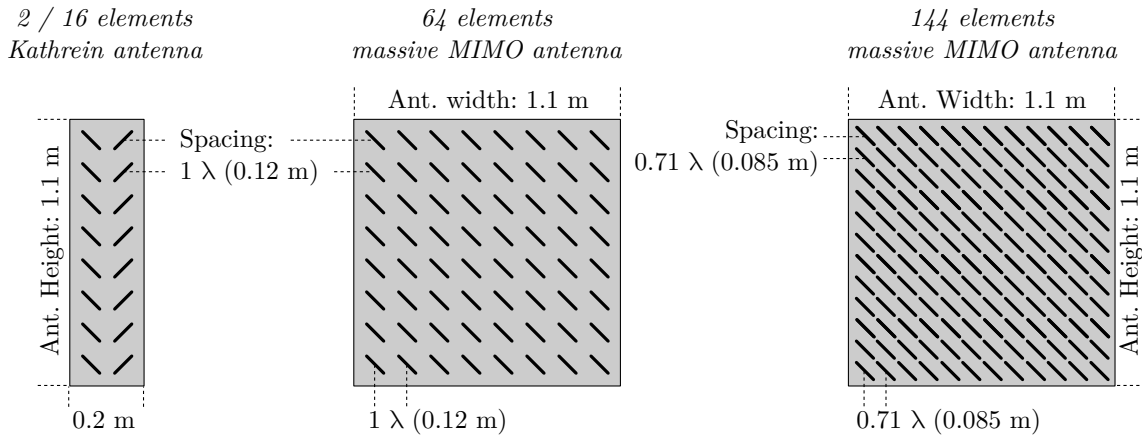 2 / 16 elements
Kathrein antenna
64 elements
massive MIMO antenna
144 elements
massive MIMO antenna
Ant. width: 1.1 m
Ant. Width: 1.1 m
Ant. Height: 1.1 m
Spacing:
1 λ (0.12 m)
Spacing:
0.71 λ (0.085 m)
Ant. Height: 1.1 m
0.2 m
1 λ (0.12 m)
0.71 λ (0.085 m)